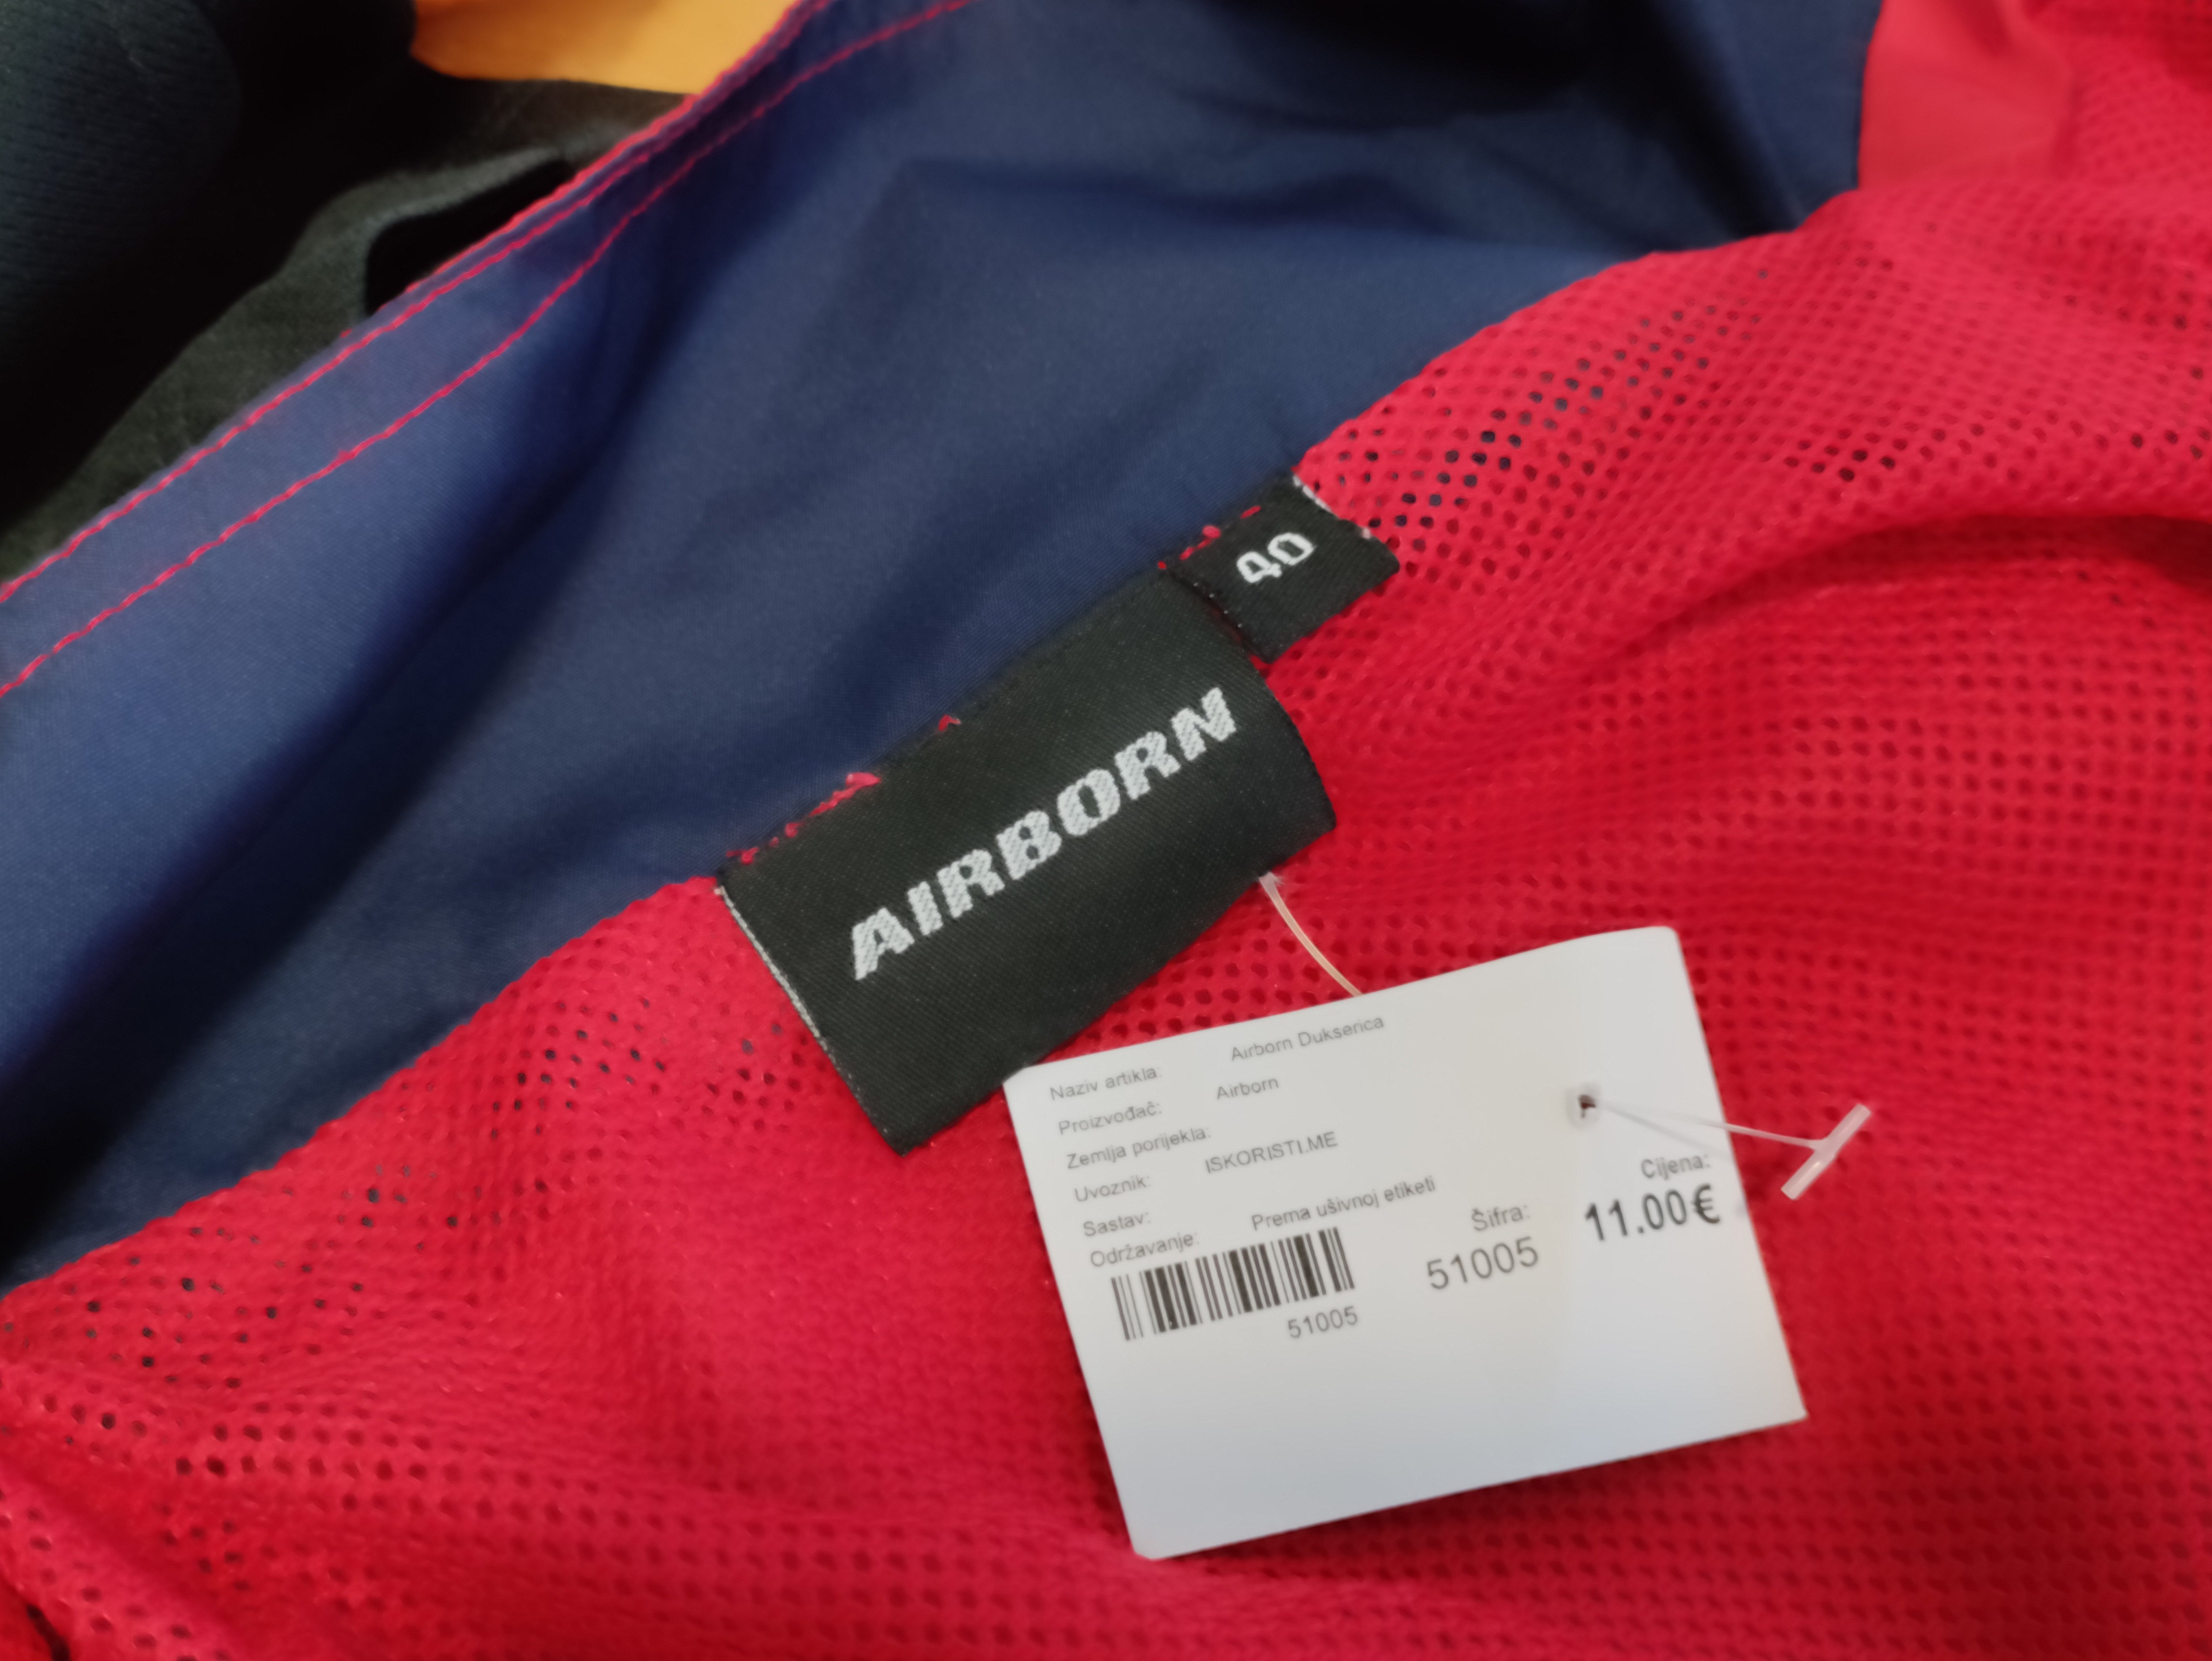 40
AIRBORN
Naziv artikla: Airborn Dukserica
Proizvođač: Airborn
Zemlja porijekla:
Uvoznik: ISKORISTI.ME
Sastav:
Održavanje: Prema ušivnoj etiketi
51005
Šifra:
51005
Cijena:
11.00€